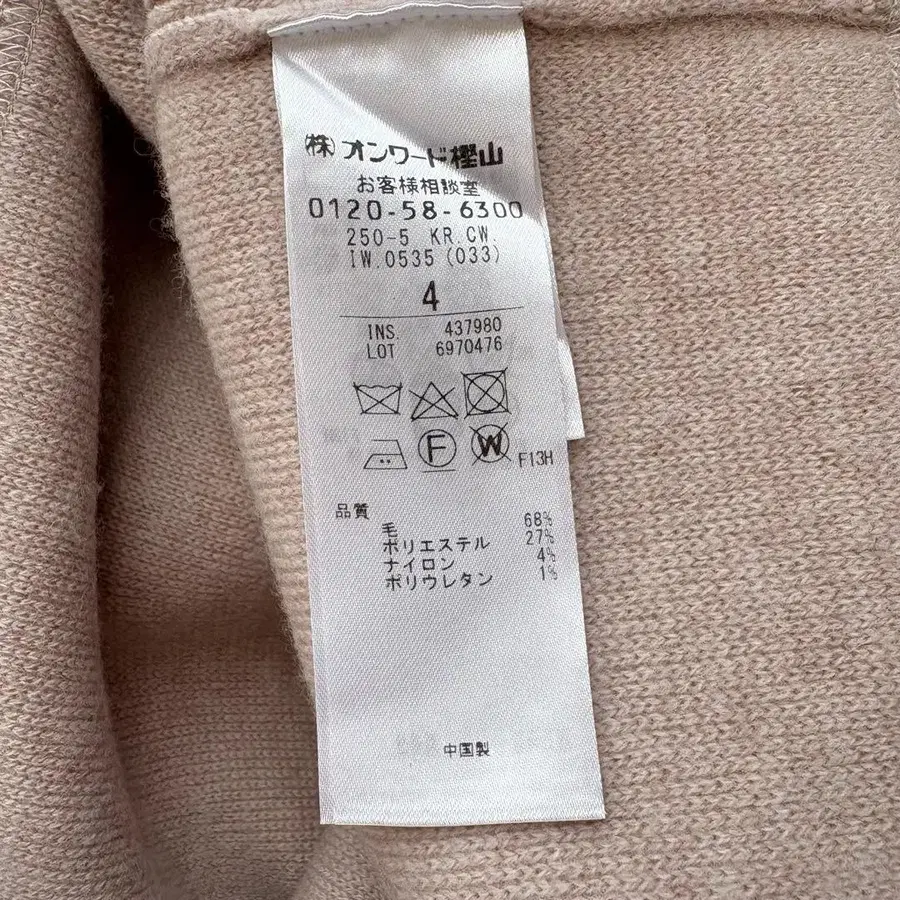 ㈱オンワード樫山
お客様相談室
0120-58-6300
250-5 KR.CW.
IW.0535 (033)
4
INS 437980
LOT 6970476
F W F13H
品質
毛 68%
ポリエステル 27%
ナイロン 4%
ポリウレタン 1%
中国製